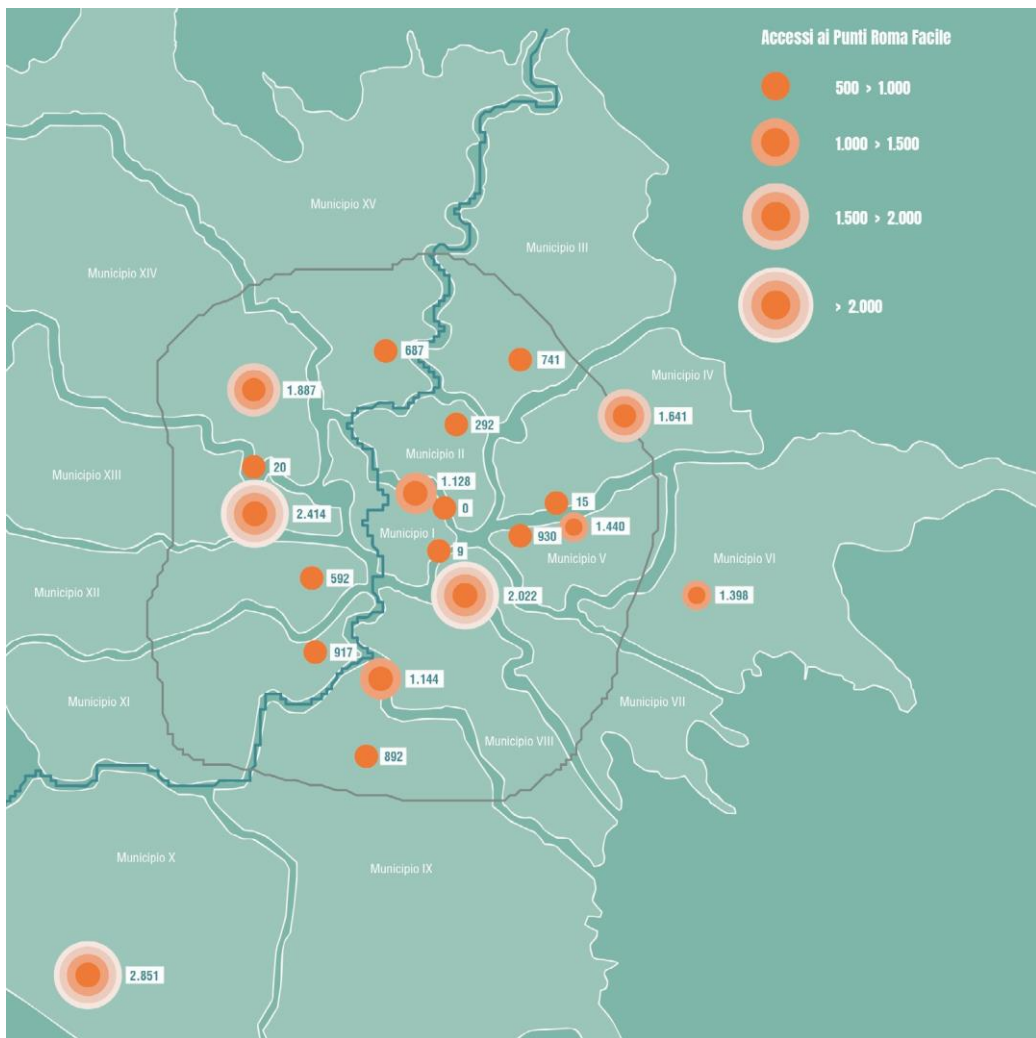 Accessi ai Punti Roma Facile
500 > 1.000
1.000 > 1.500
1.500 > 2.000
> 2.000
Municipio XV
Municipio III
Municipio XIV
687
741
Municipio IV
1.887
1.641
292
Municipio II
20
Municipio XIII
1.128
2.414
0
15
1.440
Municipio I
930
9
Municipio V
Municipio VI
592
Municipio XII
2.022
1.398
917
1.144
Municipio XI
Municipio VII
Municipio VIII
892
Municipio X
Municipio IX
2.851